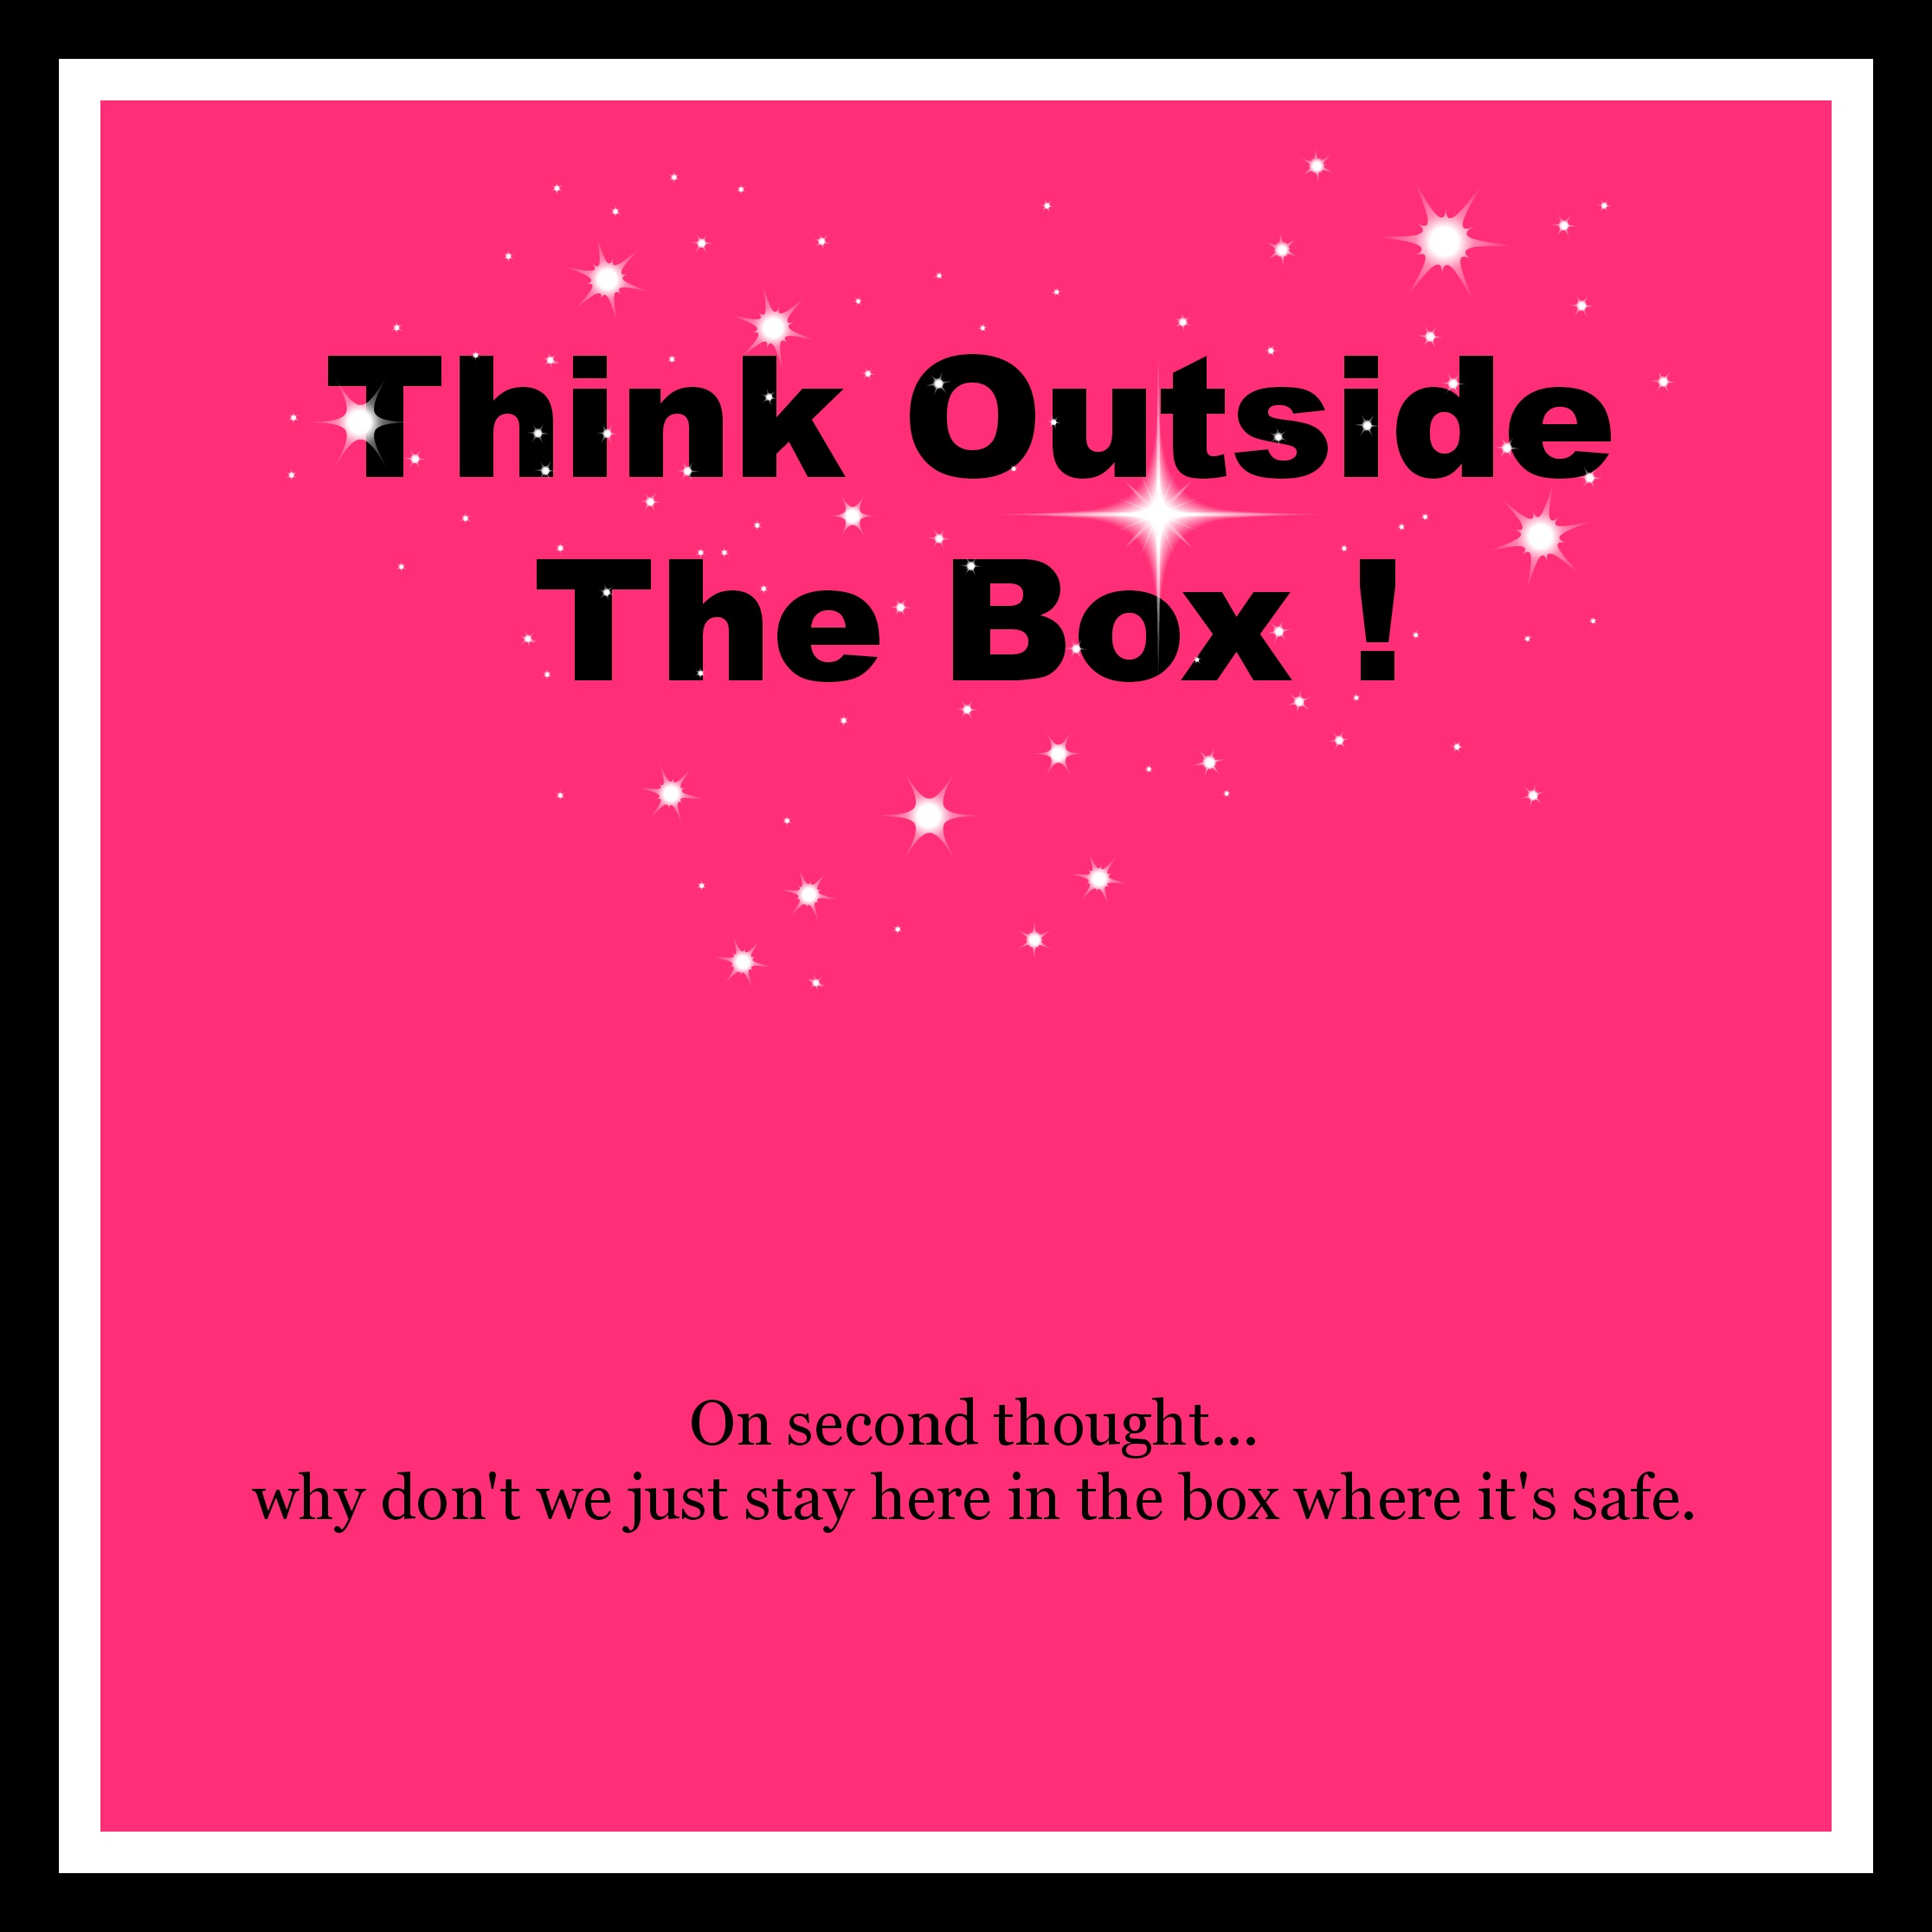 Think Outside
The Box !
On second thought...
why don't we just stay here in the box where it's safe.